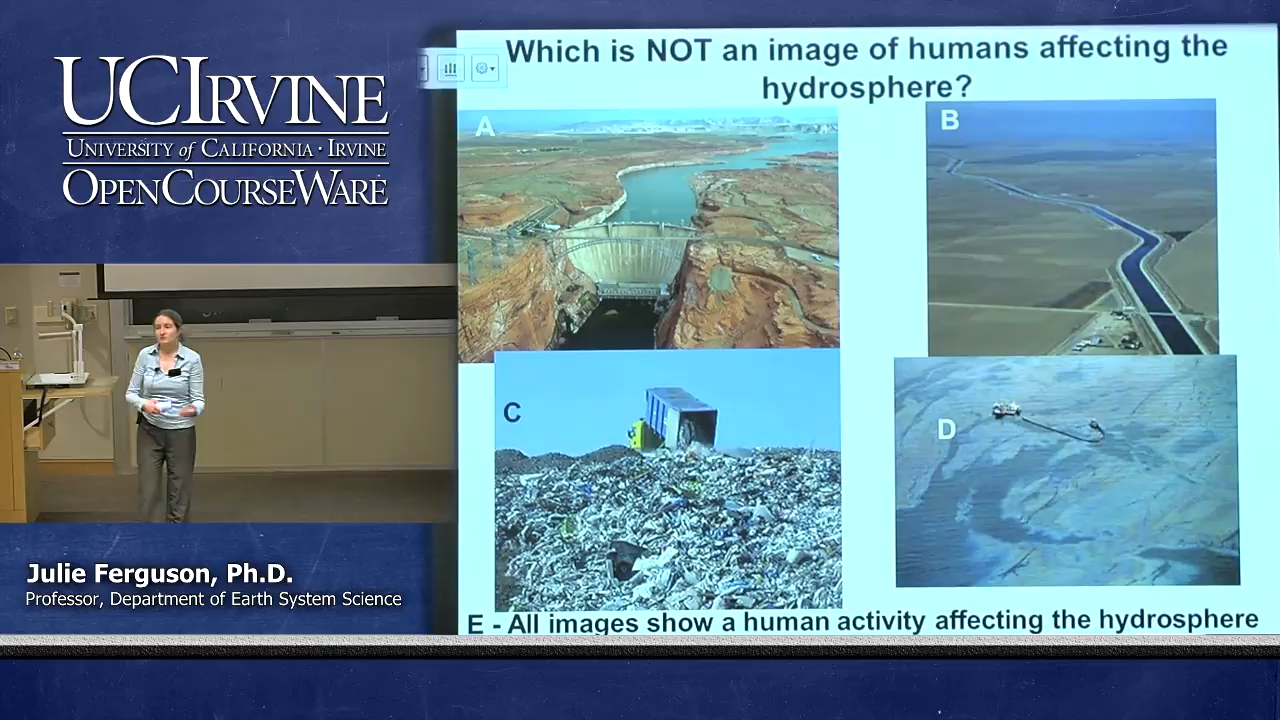 UCIRVINE
UNIVERSITY of CALIFORNIA · IRVINE
OPENCOURSEWARE
Julie Ferguson, Ph.D.
Professor, Department of Earth System Science
Which is NOT an image of humans affecting the
hydrosphere?
A
B
C
D
E - All images show a human activity affecting the hydrosphere